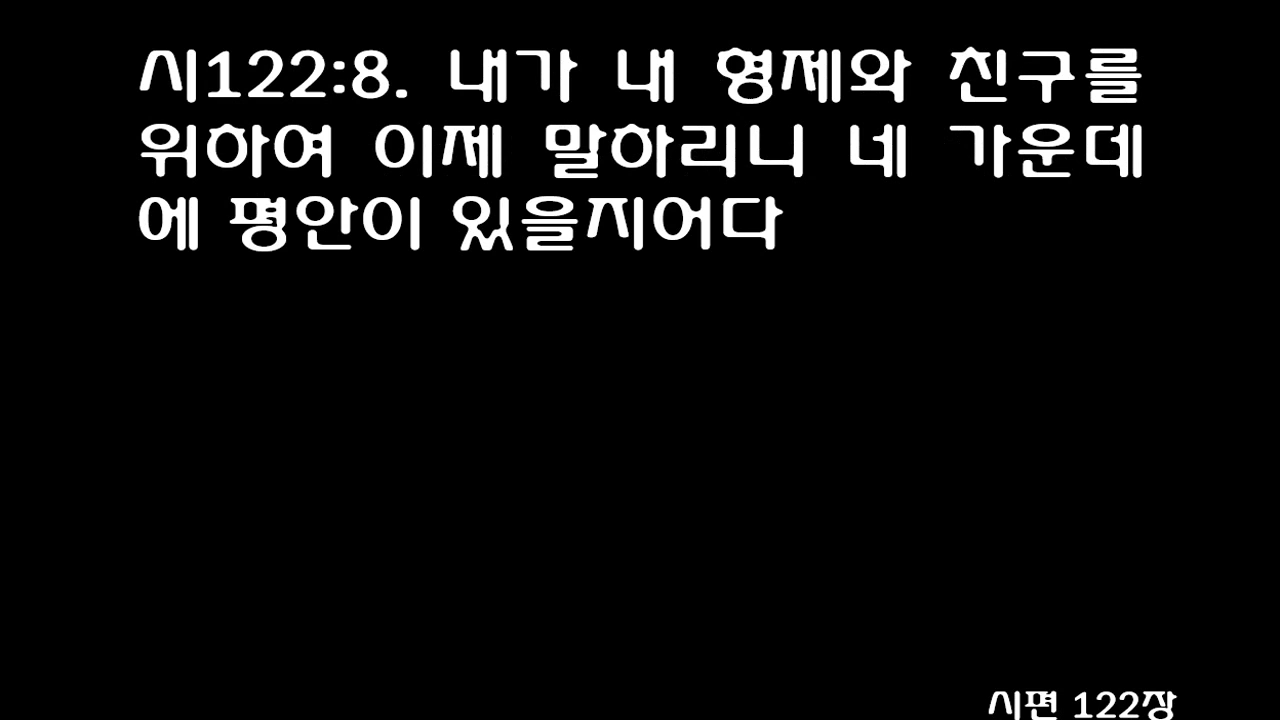 시122:8. 내가 내 형제와 친구를
위하여 이제 말하리니 네 가운데
에 평안이 있을지어다
시편 122장